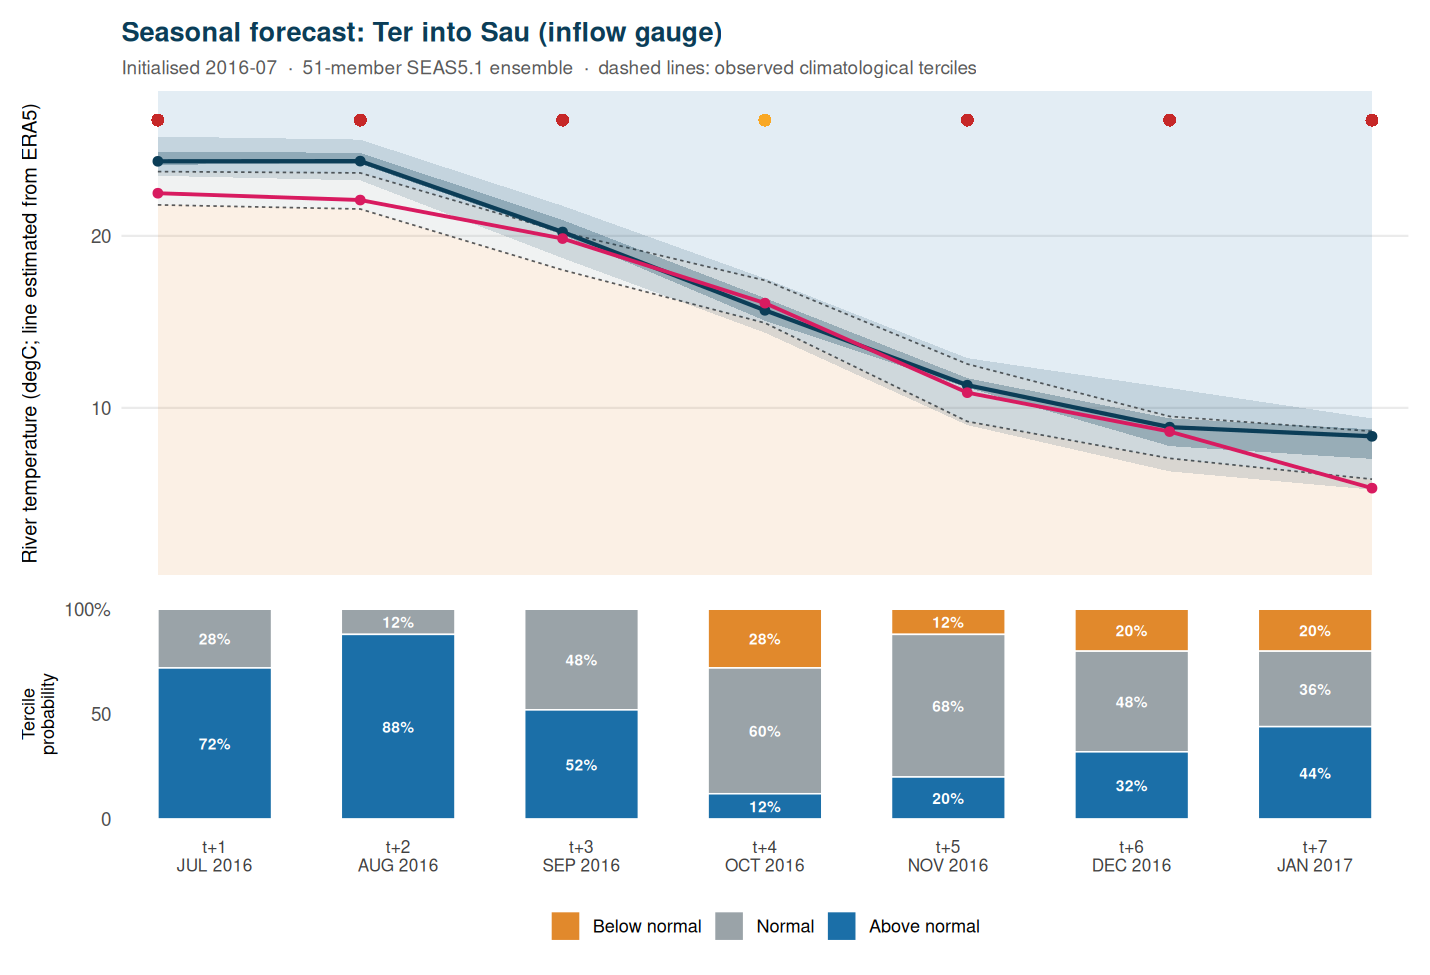 Seasonal forecast: Ter into Sau (inflow gauge)
Initialised 2016-07 · 51-member SEAS5.1 ensemble · dashed lines: observed climatological terciles
River temperature (degC; line estimated from ERA5)
20
10
100%
50
0
Tercile
probability
28%
72%
12%
88%
48%
52%
28%
60%
12%
12%
68%
20%
20%
48%
32%
20%
36%
44%
t+1
JUL 2016
t+2
AUG 2016
t+3
SEP 2016
t+4
OCT 2016
t+5
NOV 2016
t+6
DEC 2016
t+7
JAN 2017
Below normal
Normal
Above normal